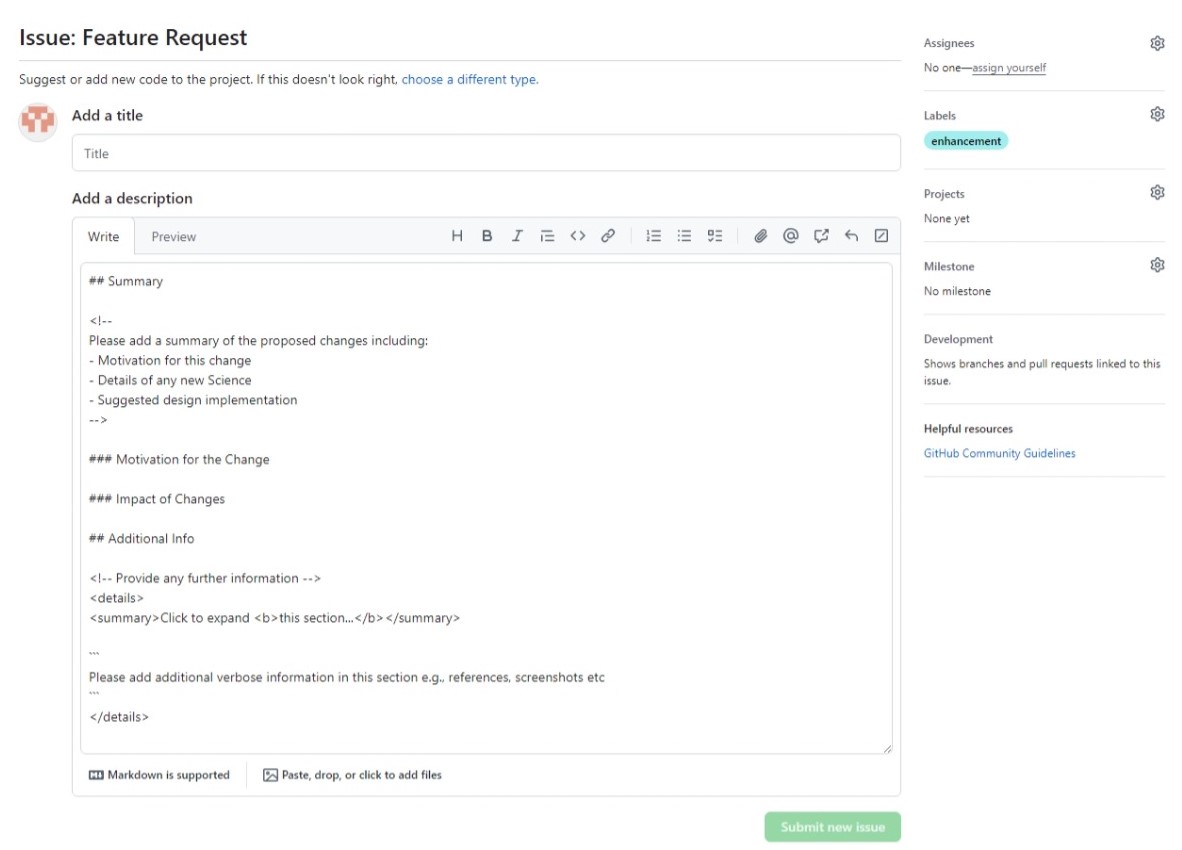 Issue: Feature Request
Suggest or add new code to the project. If this doesn't look right, choose a different type.
Add a title
Title
Add a description
Write
Preview
## Summary
<!--
Please add a summary of the proposed changes including:
- Motivation for this change
- Details of any new Science
- Suggested design implementation
-->
### Motivation for the Change
### Impact of Changes
## Additional Info
<!-- Provide any further information -->
<details>
<summary>Click to expand <b>this section...</b></summary>
```
Please add additional verbose information in this section e.g., references, screenshots etc
```
</details>
Markdown is supported
Paste, drop, or click to add files
Submit new issue
Assignees
No one—assign yourself
Labels
enhancement
Projects
None yet
Milestone
No milestone
Development
Shows branches and pull requests linked to this
issue.
Helpful resources
GitHub Community Guidelines